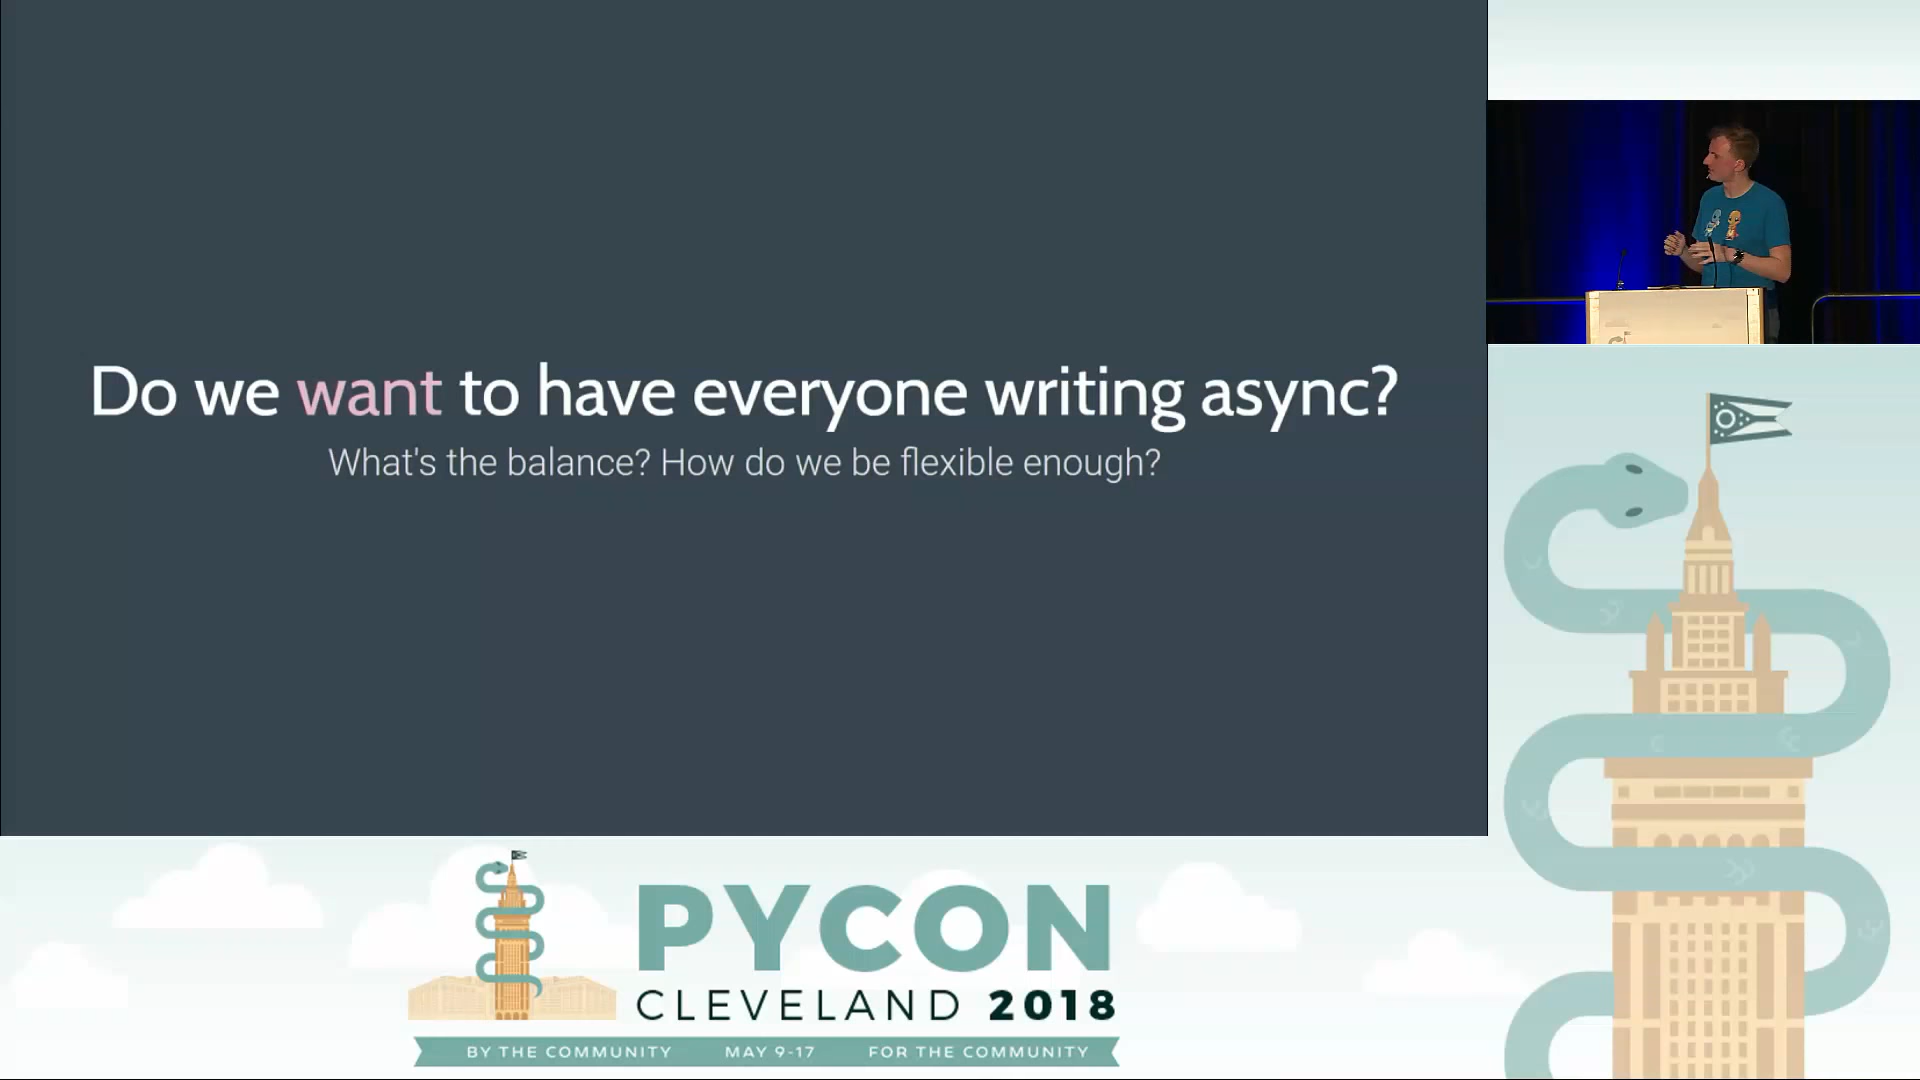 Do we want to have everyone writing async?
What's the balance? How do we be flexible enough?
PYCON
CLEVELAND 2018
BY THE COMMUNITY MAY 9-17 FOR THE COMMUNITY